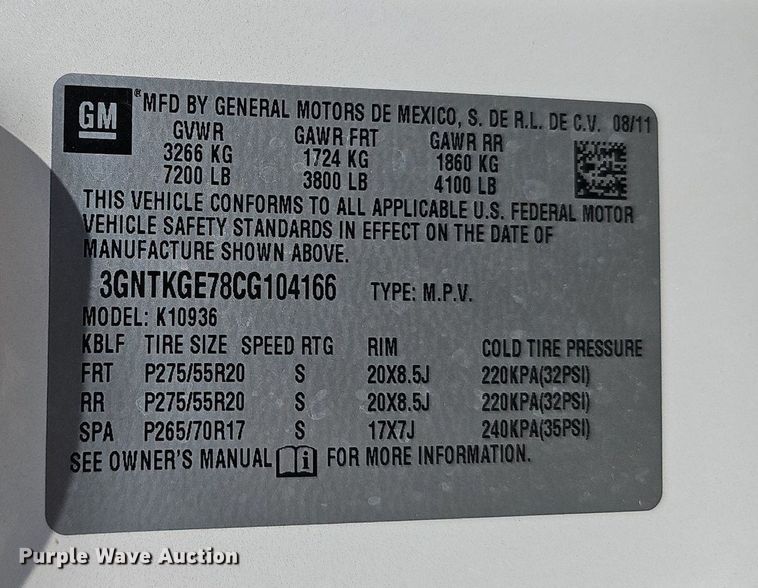 GM ® MFD BY GENERAL MOTORS DE MEXICO, S. DE R.L. DE C.V. 08/11
GVWR GAWR FRT GAWR RR
3266 KG 1724 KG 1860 KG
7200 LB 3800 LB 4100 LB
THIS VEHICLE CONFORMS TO ALL APPLICABLE U.S. FEDERAL MOTOR
VEHICLE SAFETY STANDARDS IN EFFECT ON THE DATE OF
MANUFACTURE SHOWN ABOVE.
3GNTKGE78CG104166 TYPE: M.P.V.
MODEL: K10936
KBLF TIRE SIZE SPEED RTG RIM COLD TIRE PRESSURE
FRT P275/55R20 S 20X8.5J 220KPA(32PSI)
RR P275/55R20 S 20X8.5J 220KPA(32PSI)
SPA P265/70R17 S 17X7J 240KPA(35PSI)
SEE OWNER'S MANUAL FOR MORE INFORMATION.
Purple Wave Auction